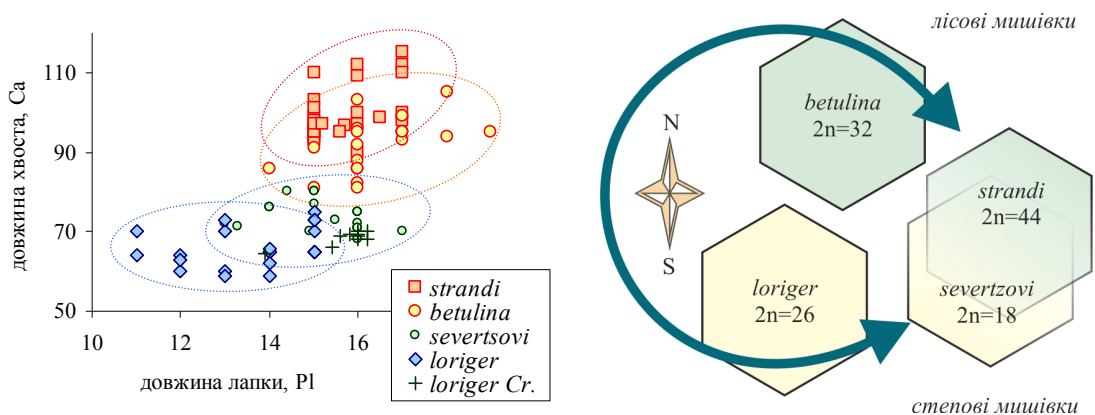 довжина хвоста, Ca
110
90
70
50
10
12
14
16
довжина лапки, Pl
strandi
betulina
severtsovi
loriger
loriger Cr.
лісові мишівки
betulina
2n=32
N
S
strandi
2n=44
loriger
2n=26
severtzovi
2n=18
степові мишівки